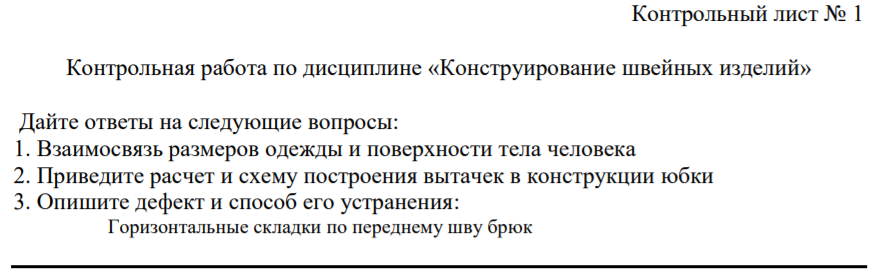 Контрольный лист № 1
Контрольная работа по дисциплине «Конструирование швейных изделий»
Дайте ответы на следующие вопросы:
1. Взаимосвязь размеров одежды и поверхности тела человека
2. Приведите расчет и схему построения вытачек в конструкции юбки
3. Опишите дефект и способ его устранения:
Горизонтальные складки по переднему шву брюк